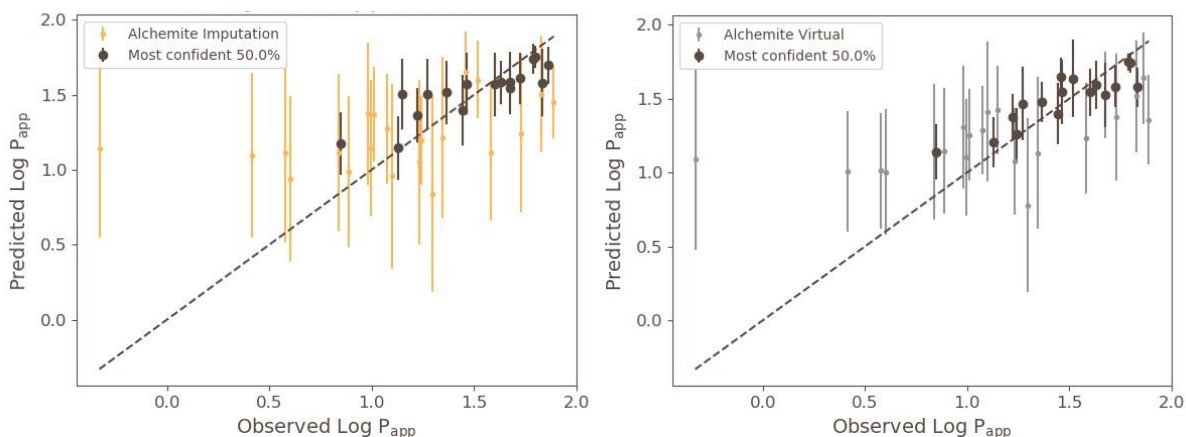 2.0
1.5
1.0
0.5
0.0
Predicted Log Papp
Alchemite Imputation
Most confident 50.0%
0.0 0.5 1.0 1.5 2.0
Observed Log Papp
2.0
1.5
1.0
0.5
0.0
Predicted Log Papp
Alchemite Virtual
Most confident 50.0%
0.0 0.5 1.0 1.5 2.0
Observed Log Papp